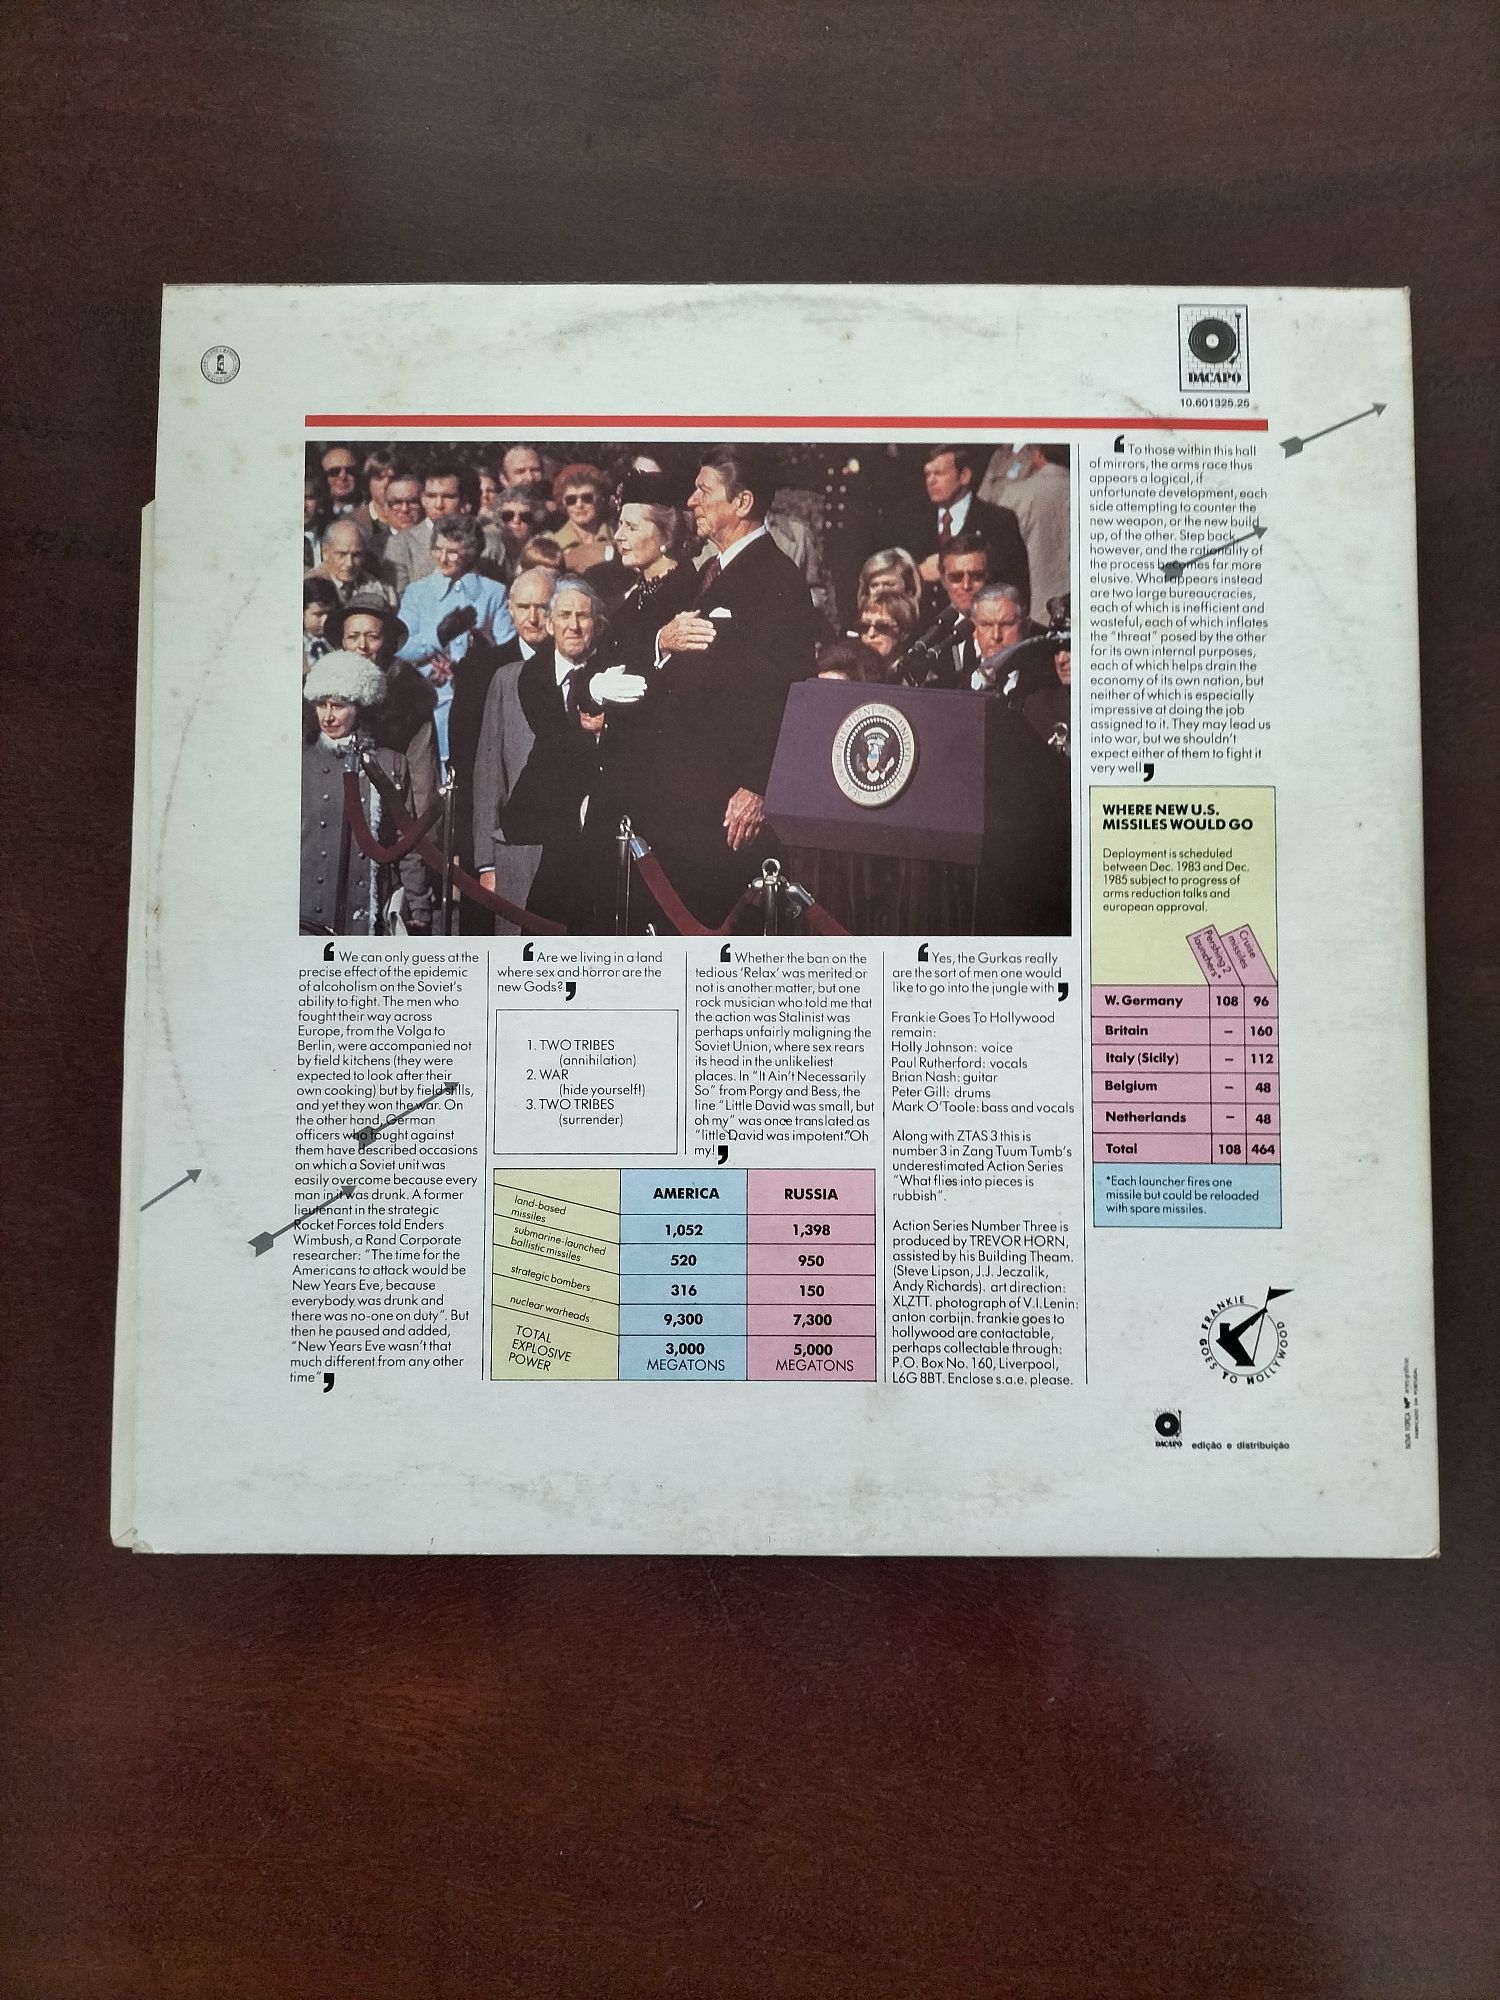 DACAPO
10.601325.25
❛ To those within this hall
of mirrors, the arms race thus
appears a logical, if
unfortunate development, each
side attempting to counter the
new weapon, or the new build
up, of the other. Step back
however, and the rationality of
the process becomes far more
elusive. What appears instead
are two large bureaucracies,
each of which is inefficient and
wasteful, each of which inflates
the "threat" posed by the other
for its own internal purposes,
each of which helps drain the
economy of its own nation, but
neither of which is especially
impressive at doing the job
assigned to it. They may lead us
into war, but we shouldn't
expect either of them to fight it
very well ❜
WHERE NEW U.S.
MISSILES WOULD GO
Deployment is scheduled
between Dec. 1983 and Dec.
1985 subject to progress of
arms reduction talks and
european approval.
Pershing 2
launchers*
Cruise
missiles
W. Germany 108 96
Britain – 160
Italy (Sicily) – 112
Belgium – 48
Netherlands – 48
Total 108 464
*Each launcher fires one
missile but could be reloaded
with spare missiles.
❛ We can only guess at the
precise effect of the epidemic
of alcoholism on the Soviet's
ability to fight. The men who
fought their way across
Europe, from the Volga to
Berlin, were accompanied not
by field kitchens (they were
expected to look after their
own cooking) but by field stills,
and yet they won the war. On
the other hand, German
officers who fought against
them have described occasions
on which a Soviet unit was
easily overcome because every
man in it was drunk. A former
lieutenant in the strategic
Rocket Forces told Enders
Wimbush, a Rand Corporate
researcher: "The time for the
Americans to attack would be
New Years Eve, because
everybody was drunk and
there was no-one on duty". But
then he paused and added,
"New Years Eve wasn't that
much different from any other
time" ❜
❛ Are we living in a land
where sex and horror are the
new Gods? ❜
1. TWO TRIBES
(annihilation)
2. WAR
(hide yourself!)
3. TWO TRIBES
(surrender)
❛ Whether the ban on the
tedious 'Relax' was merited or
not is another matter, but one
rock musician who told me that
the action was Stalinist was
perhaps unfairly maligning the
Soviet Union, where sex rears
its head in the unlikeliest
places. In "It Ain't Necessarily
So" from Porgy and Bess, the
line "Little David was small, but
oh my" was once translated as
"little David was impotent." Oh
my! ❜
AMERICA RUSSIA
land-based
missiles 1,052 1,398
submarine-launched
ballistic missiles 520 950
strategic bombers 316 150
nuclear warheads 9,300 7,300
TOTAL
EXPLOSIVE
POWER
3,000 5,000
MEGATONS MEGATONS
❛ Yes, the Gurkas really
are the sort of men one would
like to go into the jungle with ❜
Frankie Goes To Hollywood
remain:
Holly Johnson: voice
Paul Rutherford: vocals
Brian Nash: guitar
Peter Gill: drums
Mark O'Toole: bass and vocals
Along with ZTAS 3 this is
number 3 in Zang Tuum Tumb's
underestimated Action Series
"What flies into pieces is
rubbish".
Action Series Number Three is
produced by TREVOR HORN,
assisted by his Building Theam.
(Steve Lipson, J.J. Jeczalik,
Andy Richards). art direction:
XLZTT. photograph of V.I. Lenin:
anton corbijn. frankie goes to
hollywood are contactable,
perhaps collectable through:
P.O. Box No. 160, Liverpool,
L6G 8BT. Enclose s.a.e. please.
FRANKIE GOES TO HOLLYWOOD
DACAPO edição e distribuição